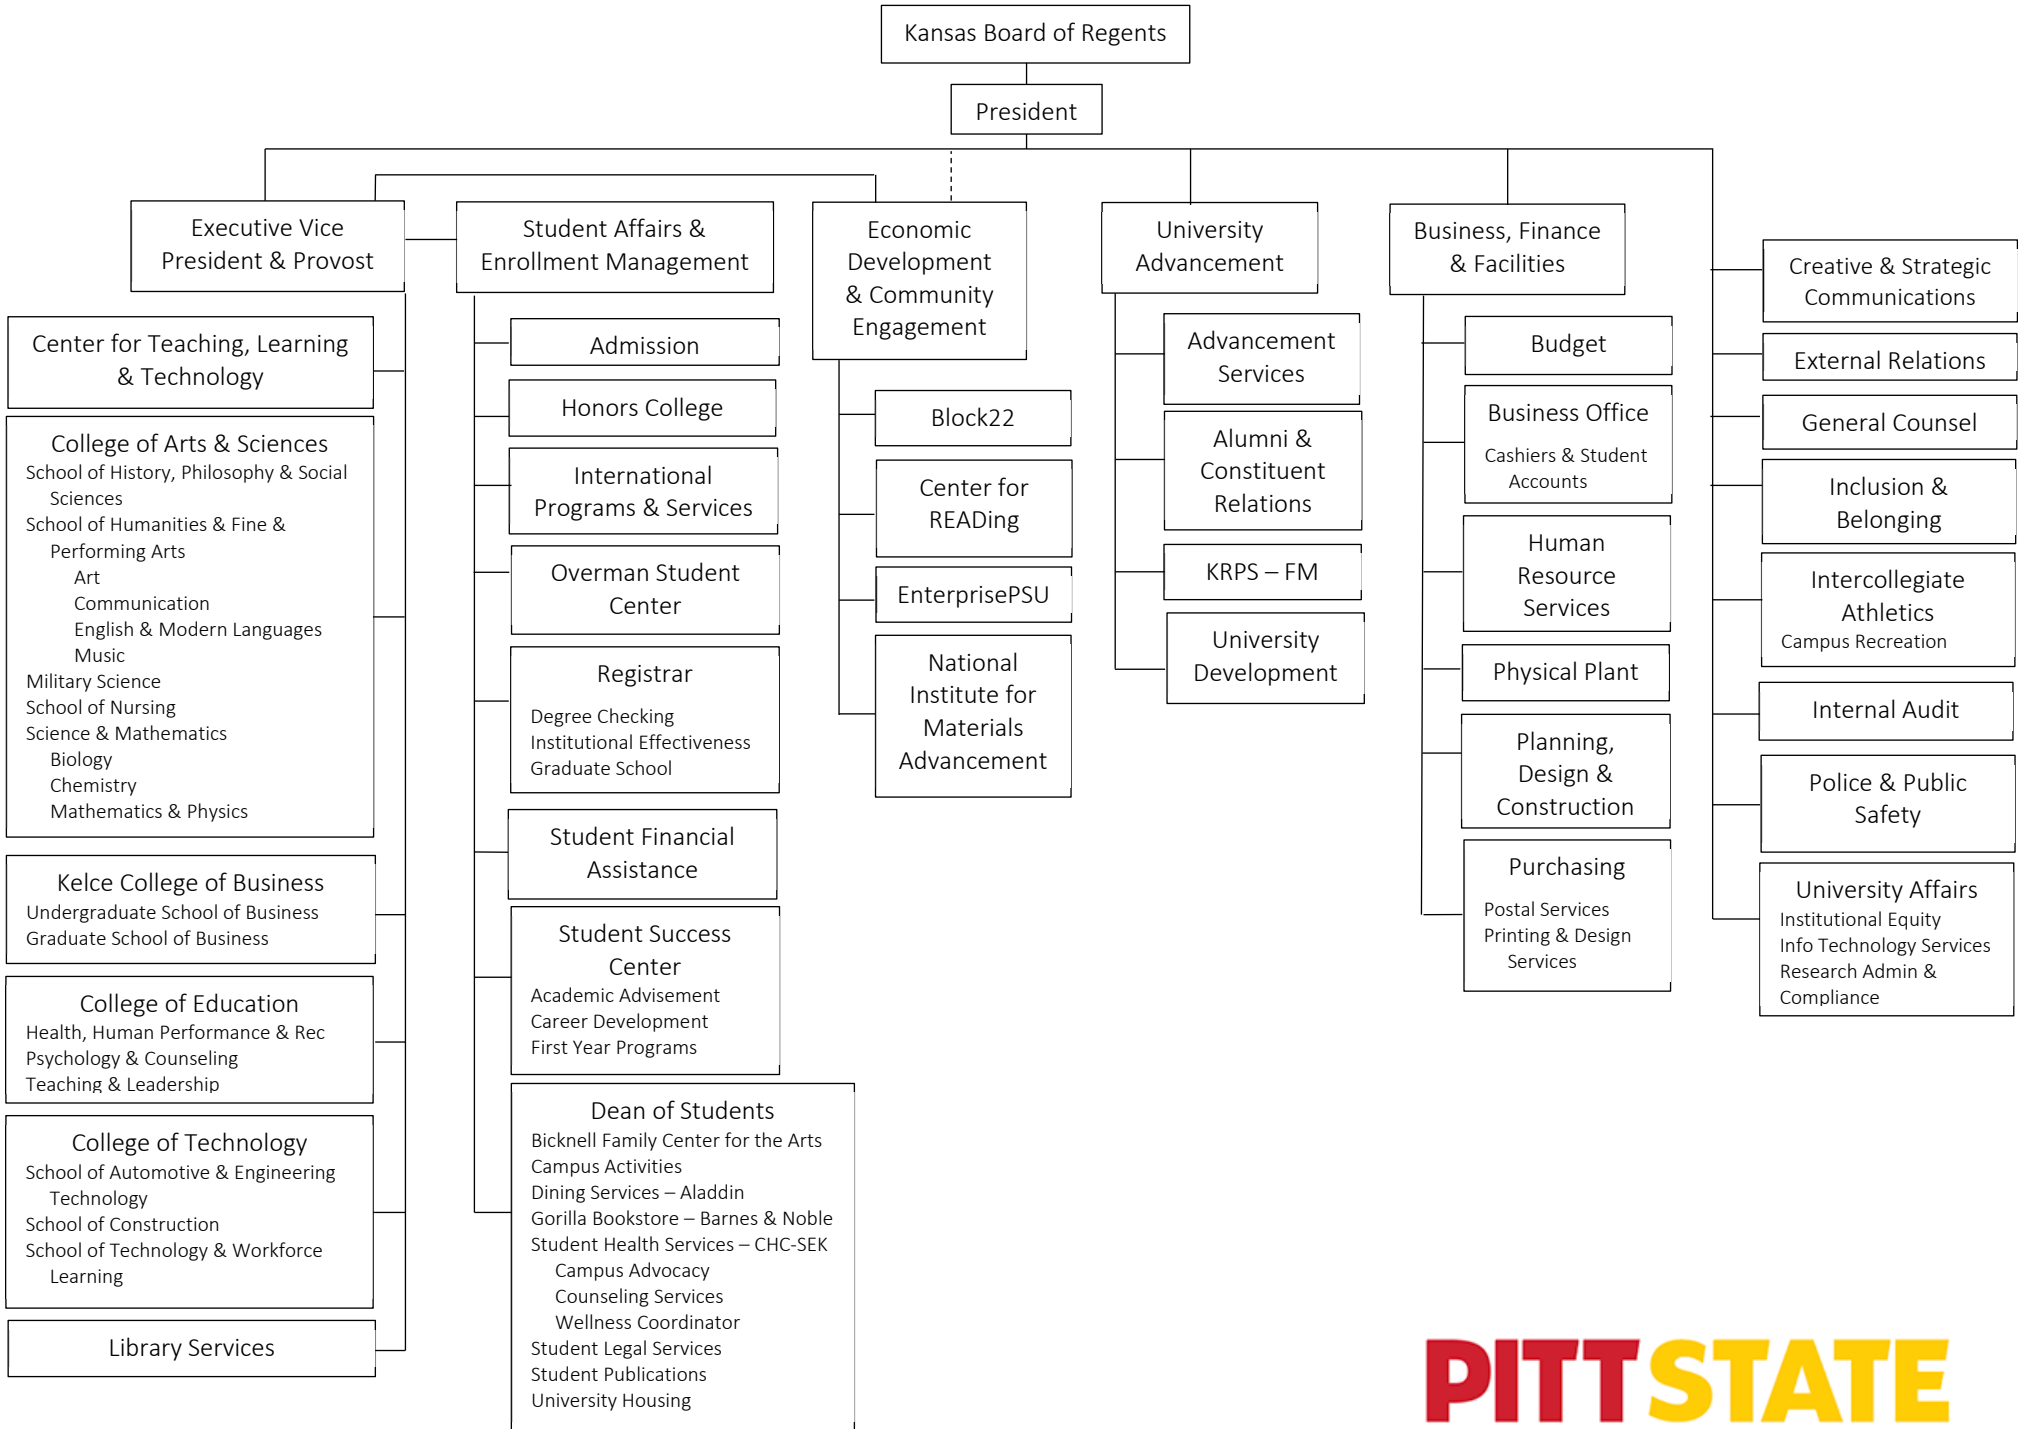 Kansas Board of Regents
President
Executive Vice
President & Provost
Center for Teaching, Learning
& Technology
College of Arts & Sciences
School of History, Philosophy & Social
Sciences
School of Humanities & Fine &
Performing Arts
Art
Communication
English & Modern Languages
Music
Military Science
School of Nursing
Science & Mathematics
Biology
Chemistry
Mathematics & Physics
Kelce College of Business
Undergraduate School of Business
Graduate School of Business
College of Education
Health, Human Performance & Rec
Psychology & Counseling
Teaching & Leadership
College of Technology
School of Automotive & Engineering
Technology
School of Construction
School of Technology & Workforce
Learning
Library Services
Student Affairs &
Enrollment Management
Admission
Honors College
International
Programs & Services
Overman Student
Center
Registrar
Degree Checking
Institutional Effectiveness
Graduate School
Student Financial
Assistance
Student Success
Center
Academic Advisement
Career Development
First Year Programs
Dean of Students
Bicknell Family Center for the Arts
Campus Activities
Dining Services – Aladdin
Gorilla Bookstore – Barnes & Noble
Student Health Services – CHC-SEK
Campus Advocacy
Counseling Services
Wellness Coordinator
Student Legal Services
Student Publications
University Housing
Economic
Development
& Community
Engagement
Block22
Center for
READing
EnterprisePSU
National
Institute for
Materials
Advancement
University
Advancement
Advancement
Services
Alumni &
Constituent
Relations
KRPS – FM
University
Development
Business, Finance
& Facilities
Budget
Business Office
Cashiers & Student
Accounts
Human
Resource
Services
Physical Plant
Planning,
Design &
Construction
Purchasing
Postal Services
Printing & Design
Services
Creative & Strategic
Communications
External Relations
General Counsel
Inclusion &
Belonging
Intercollegiate
Athletics
Campus Recreation
Internal Audit
Police & Public
Safety
University Affairs
Institutional Equity
Info Technology Services
Research Admin &
Compliance
PITT STATE